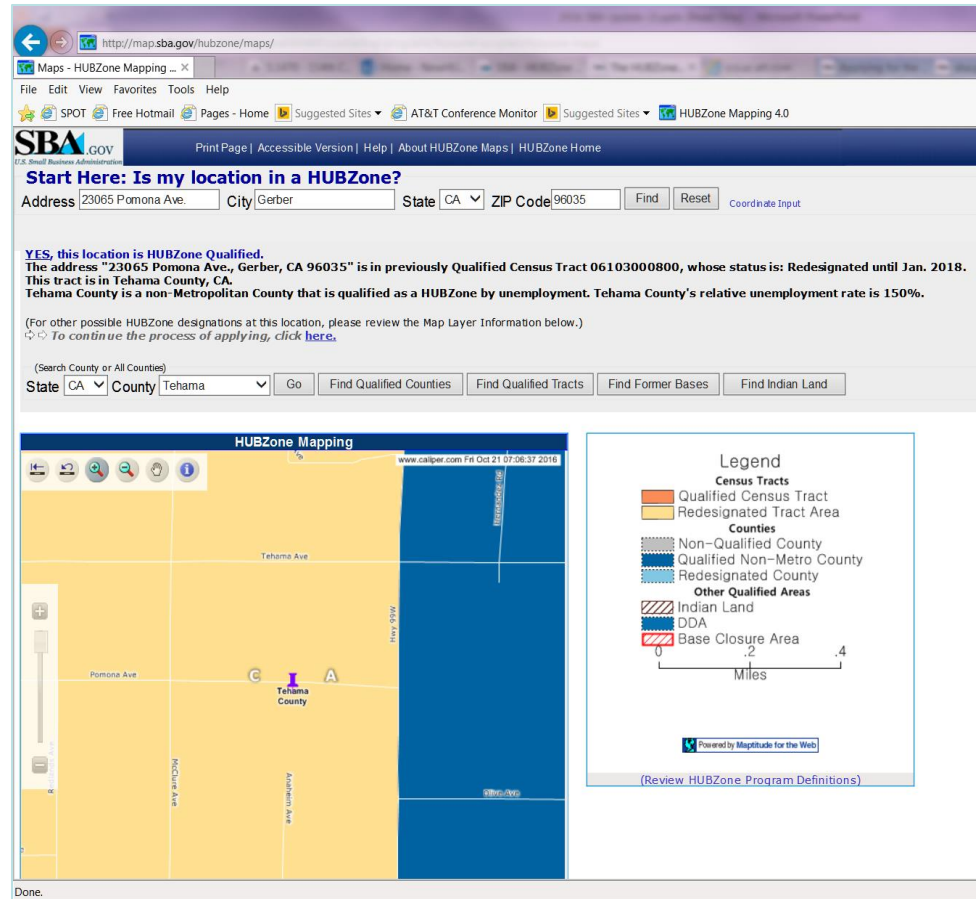 http://map.sba.gov/hubzone/maps/
Maps - HUBZone Mapping ... ×
File Edit View Favorites Tools Help
SPOT Free Hotmail Pages - Home Suggested Sites AT&T Conference Monitor Suggested Sites HUBZone Mapping 4.0
SBA.GOV
U.S. Small Business Administration
Print Page | Accessible Version | Help | About HUBZone Maps | HUBZone Home
Start Here: Is my location in a HUBZone?
Address 23065 Pomona Ave. City Gerber State CA ZIP Code 96035 Find Reset Coordinate Input
YES, this location is HUBZone Qualified.
The address "23065 Pomona Ave., Gerber, CA 96035" is in previously Qualified Census Tract 06103000800, whose status is: Redesignated until Jan. 2018.
This tract is in Tehama County, CA.
Tehama County is a non-Metropolitan County that is qualified as a HUBZone by unemployment. Tehama County's relative unemployment rate is 150%.
(For other possible HUBZone designations at this location, please review the Map Layer Information below.)
To continue the process of applying, click here.
(Search County or All Counties)
State CA County Tehama Go Find Qualified Counties Find Qualified Tracts Find Former Bases Find Indian Land
HUBZone Mapping
www.caliper.com Fri Oct 21 07:06:37 2016
Tehama Ave
Hwy 99W
Pomona Ave
C A
Tehama
County
McClure Ave
Anaheim Ave
Olive Ave
Legend
Census Tracts
Qualified Census Tract
Redesignated Tract Area
Counties
Non-Qualified County
Qualified Non-Metro County
Redesignated County
Other Qualified Areas
Indian Land
DDA
Base Closure Area
0 .2 .4
Miles
Powered by Maptitude for the Web
(Review HUBZone Program Definitions)
Done.